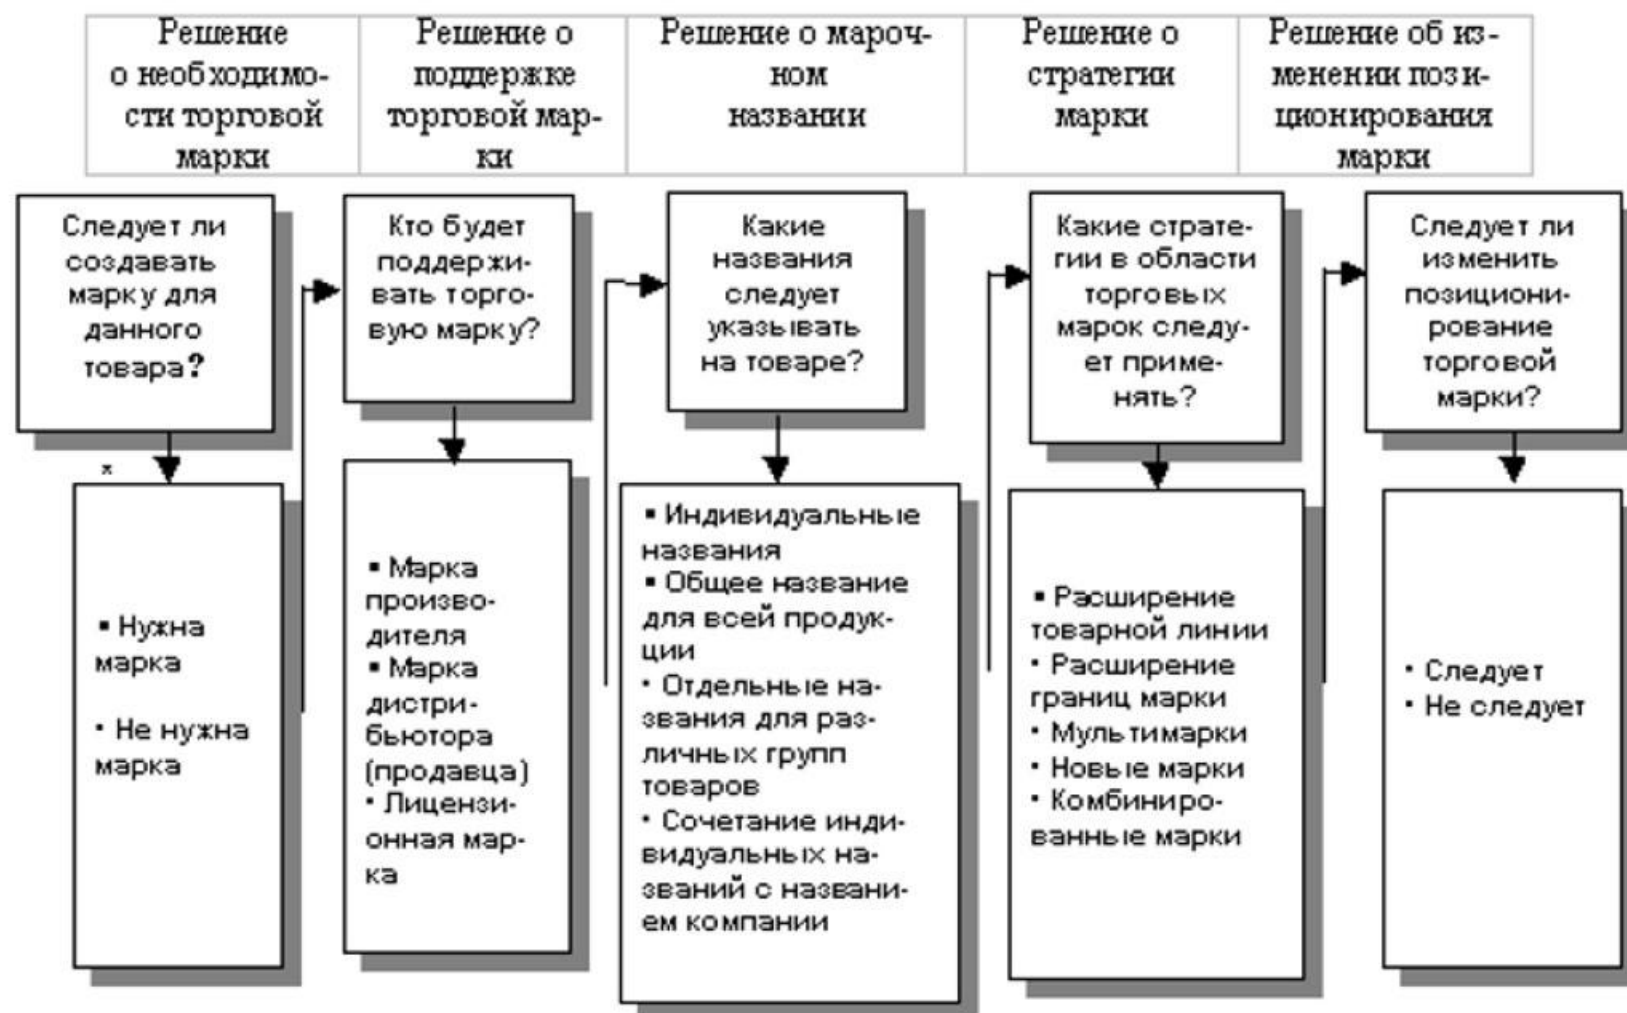 Решение
о необходимо-
сти торговой
марки
Решение о
поддержке
торговой мар-
ки
Решение о мароч-
ном
названии
Решение о
стратегии
марки
Решение об из-
менении пози-
ционирования
марки
Следует ли
создавать
марку для
данного
товара?
Кто будет
поддержи-
вать торго-
вую марку?
Какие
названия
следует
указывать
на товаре?
Какие страте-
гии в области
торговых
марок следу-
ет приме-
нять?
Следует ли
изменить
позициони-
рование
торговой
марки?
▪ Нужна
марка
· Не нужна
марка
▪ Марка
произво-
дителя
▪ Марка
дистри-
бьютора
(продавца)
· Лицензи-
онная мар-
ка
▪ Индивидуальные
названия
▪ Общее название
для всей продук-
ции
· Отдельные на-
звания для раз-
личных групп
товаров
· Сочетание инди-
видуальных на-
званий с названи-
ем компании
▪ Расширение
товарной линии
· Расширение
границ марки
· Мультимарки
· Новые марки
· Комбиниро-
ванные марки
· Следует
· Не следует